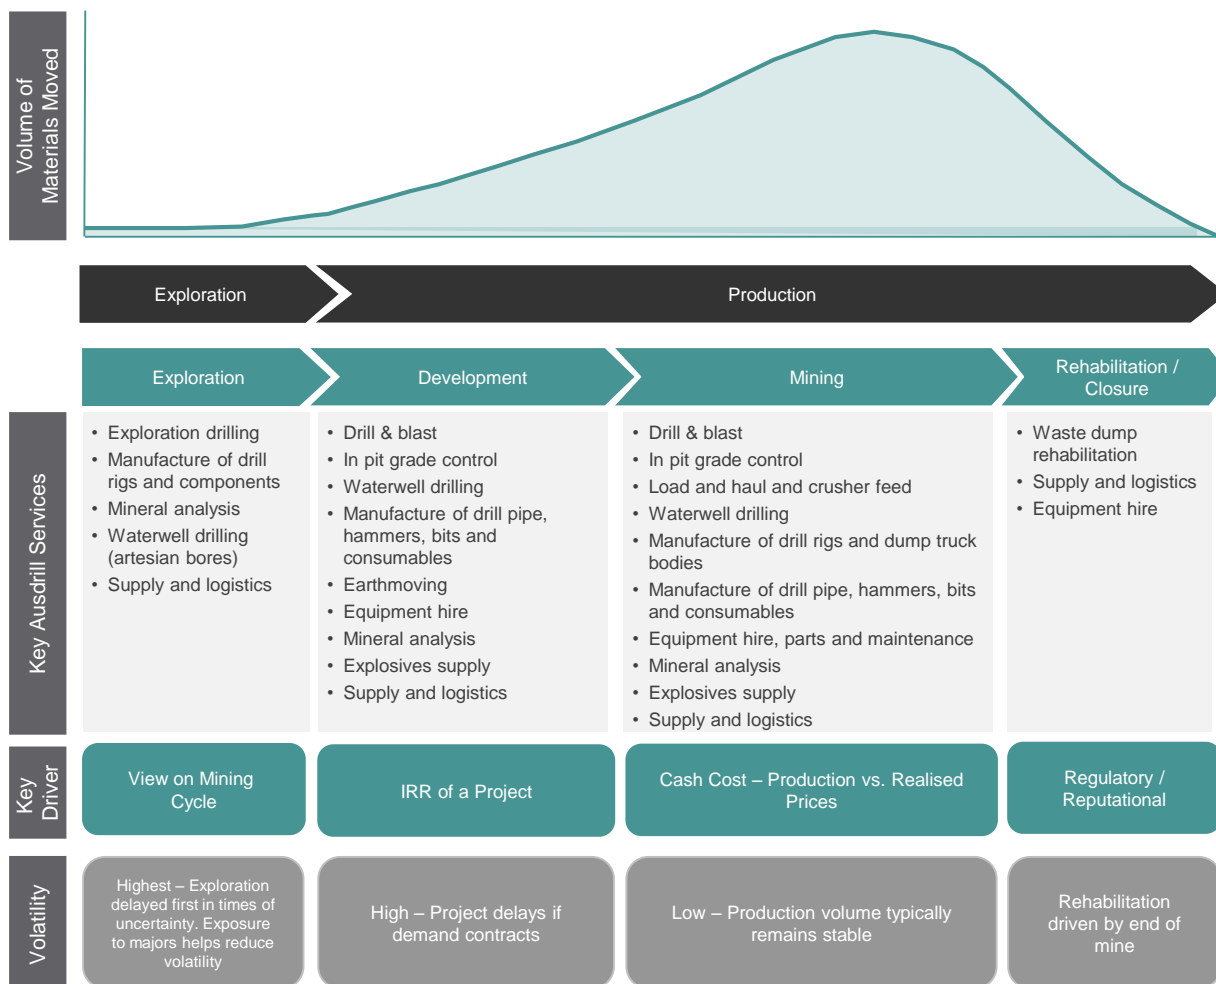 Volume of
Materials Moved
Exploration
Production
Exploration
Development
Mining
Rehabilitation /
Closure
Key Ausdrill Services
• Exploration drilling
• Manufacture of drill
rigs and components
• Mineral analysis
• Waterwell drilling
(artesian bores)
• Supply and logistics
• Drill & blast
• In pit grade control
• Waterwell drilling
• Manufacture of drill pipe,
hammers, bits and
consumables
• Earthmoving
• Equipment hire
• Mineral analysis
• Explosives supply
• Supply and logistics
• Drill & blast
• In pit grade control
• Load and haul and crusher feed
• Waterwell drilling
• Manufacture of drill rigs and dump truck
bodies
• Manufacture of drill pipe, hammers, bits
and consumables
• Equipment hire, parts and maintenance
• Mineral analysis
• Explosives supply
• Supply and logistics
• Waste dump
rehabilitation
• Supply and logistics
• Equipment hire
Key
Driver
View on Mining
Cycle
IRR of a Project
Cash Cost – Production vs. Realised
Prices
Regulatory /
Reputational
Volatility
Highest – Exploration
delayed first in times of
uncertainty. Exposure
to majors helps reduce
volatility
High – Project delays if
demand contracts
Low – Production volume typically
remains stable
Rehabilitation
driven by end of
mine